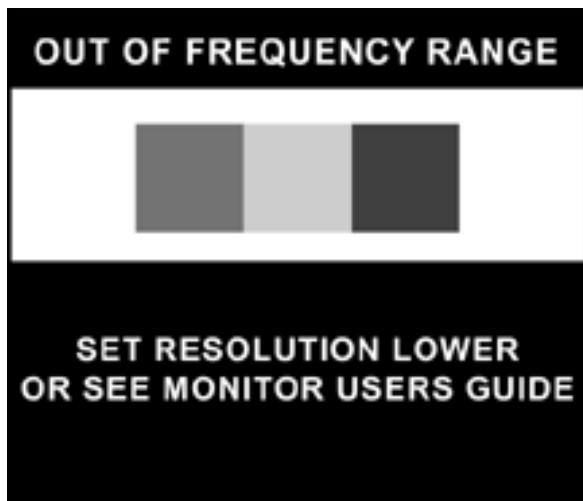 OUT OF FREQUENCY RANGE
SET RESOLUTION LOWER
OR SEE MONITOR USERS GUIDE